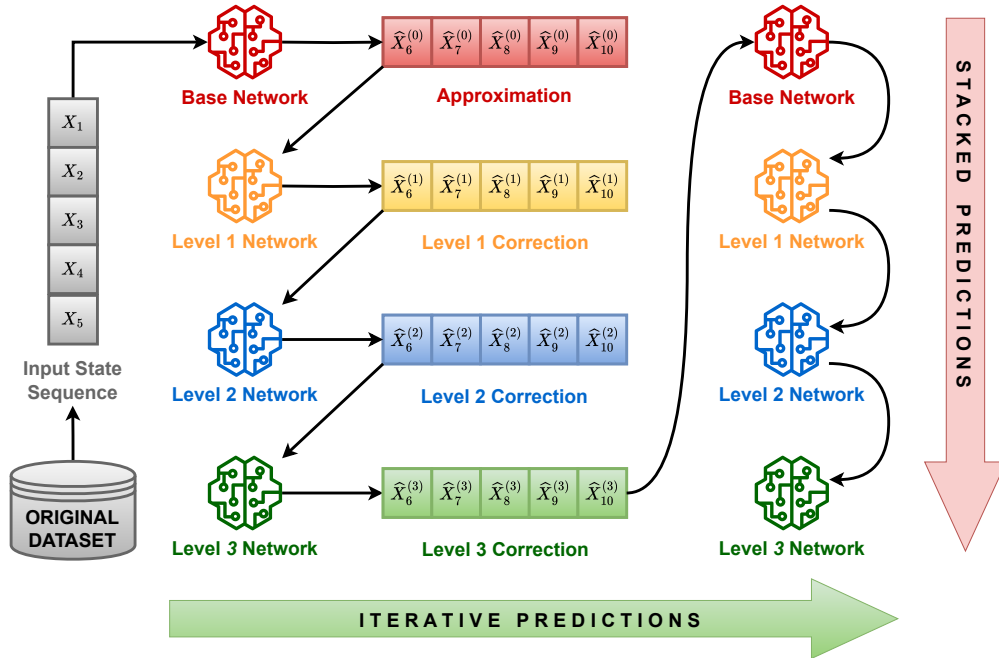 X₁
X₂
X₃
X₄
X₅
Input State
Sequence
ORIGINAL
DATASET
Base Network
X̂₆⁽⁰⁾ X̂₇⁽⁰⁾ X̂₈⁽⁰⁾ X̂₉⁽⁰⁾ X̂₁₀⁽⁰⁾
Approximation
Level 1 Network
X̂₆⁽¹⁾ X̂₇⁽¹⁾ X̂₈⁽¹⁾ X̂₉⁽¹⁾ X̂₁₀⁽¹⁾
Level 1 Correction
Level 2 Network
X̂₆⁽²⁾ X̂₇⁽²⁾ X̂₈⁽²⁾ X̂₉⁽²⁾ X̂₁₀⁽²⁾
Level 2 Correction
Level 3 Network
X̂₆⁽³⁾ X̂₇⁽³⁾ X̂₈⁽³⁾ X̂₉⁽³⁾ X̂₁₀⁽³⁾
Level 3 Correction
Base Network
Level 1 Network
Level 2 Network
Level 3 Network
STACKED PREDICTIONS
ITERATIVE PREDICTIONS